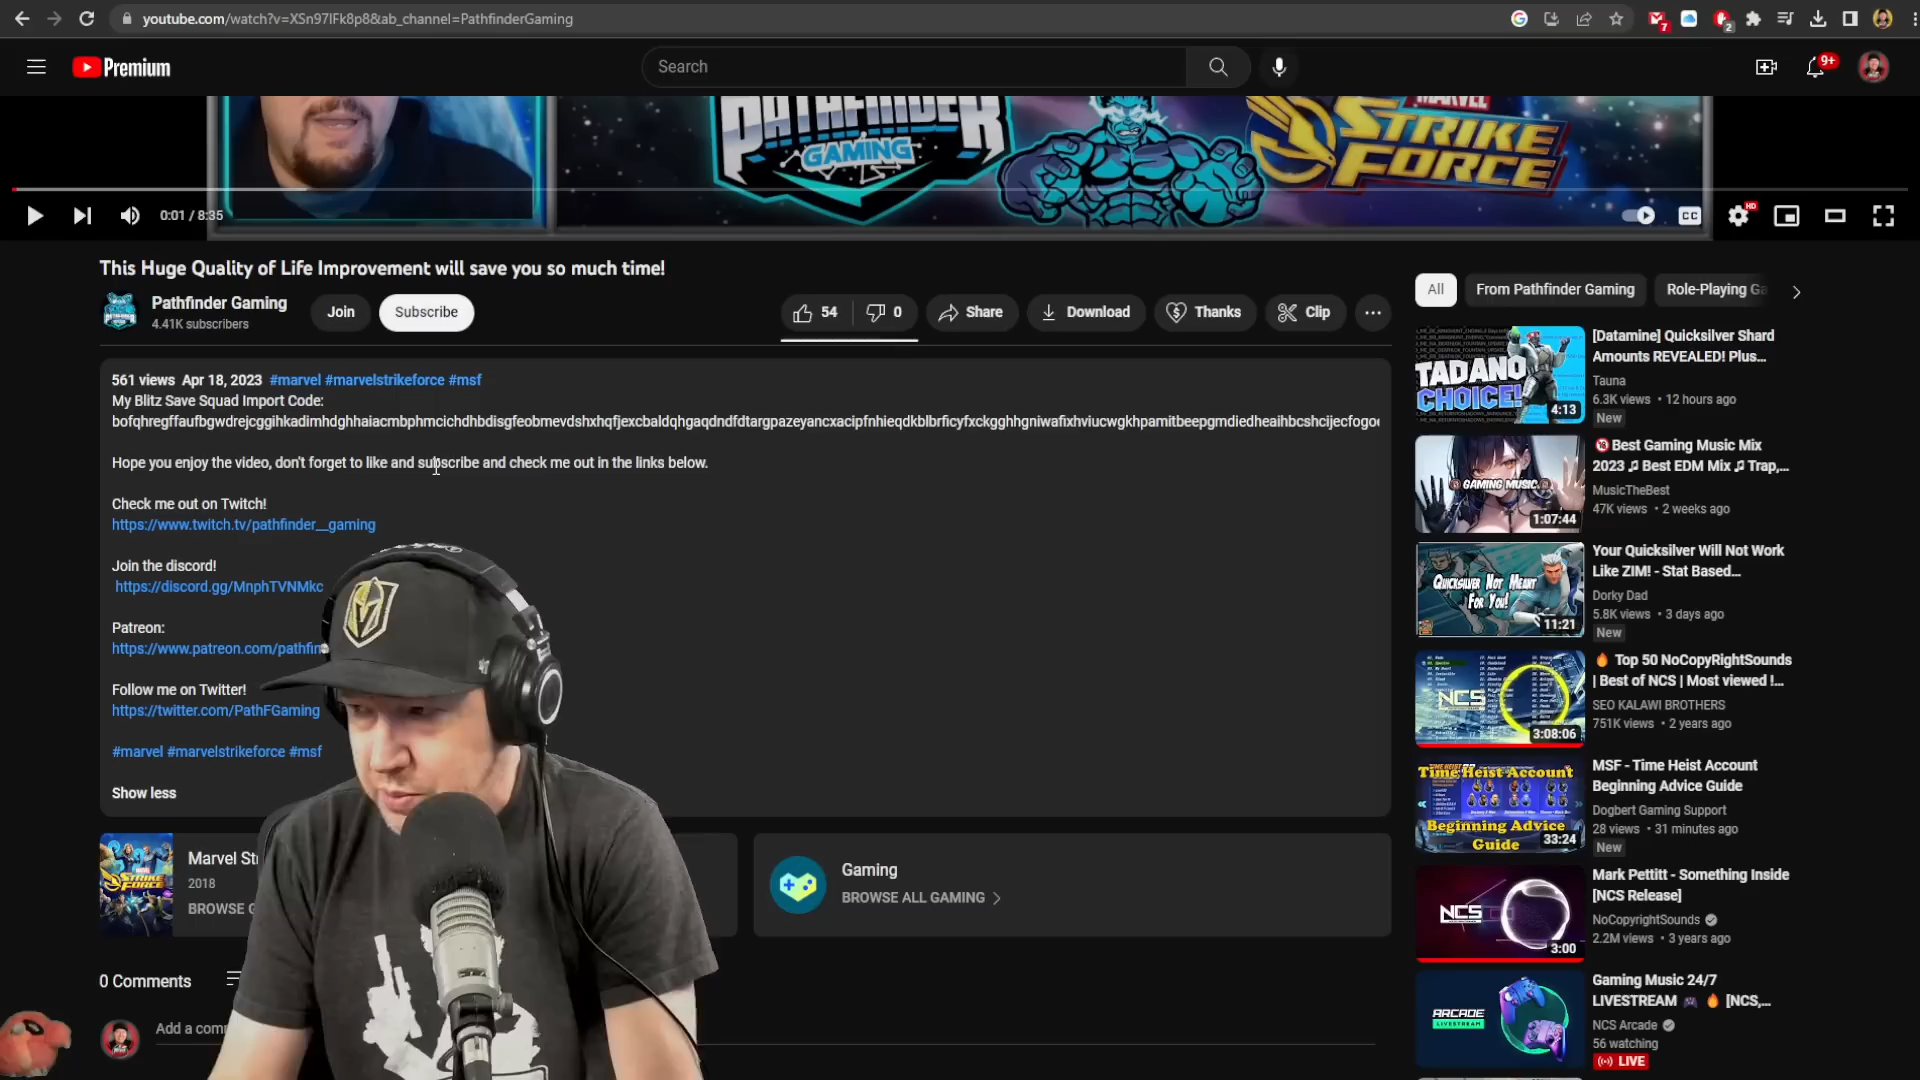 youtube.com/watch?v=XSn97lFk8p8&ab_channel=PathfinderGaming
7
2
Premium
Search
9+
PATHFINDER
GAMING
MARVEL
STRIKE
FORCE
0:01 / 8:35
CC
HD
This Huge Quality of Life Improvement will save you so much time!
Pathfinder Gaming
4.41K subscribers
Join
Subscribe
54
0
Share
Download
Thanks
Clip
561 views Apr 18, 2023 #marvel #marvelstrikeforce #msf
My Blitz Save Squad Import Code:
bofqhregffaufbgwdrejcggihkadimhdghhaiacmbphmcichdhbdisgfeobmevdshxhqfjexcbaldqhgaqdndfdtargpazeyancxacipfnhieqdkblbrficyfxckgghhgniwafixhviucwgkhpamitbeepgmdiedheaihbcshcijecfogo
Hope you enjoy the video, don't forget to like and subscribe and check me out in the links below.
Check me out on Twitch!
https://www.twitch.tv/pathfinder__gaming
Join the discord!
https://discord.gg/MnphTVNMkc
Patreon:
https://www.patreon.com/pathfin
Follow me on Twitter!
https://twitter.com/PathFGaming
#marvel #marvelstrikeforce #msf
Show less
Marvel St
2018
BROWSE G
Gaming
BROWSE ALL GAMING
0 Comments
Add a com
All
From Pathfinder Gaming
Role-Playing Ga
TADANO
CHOICE!
4:13
[Datamine] Quicksilver Shard
Amounts REVEALED! Plus...
Tauna
6.3K views • 12 hours ago
New
GAMING MUSIC
1:07:44
Best Gaming Music Mix
2023 ♫ Best EDM Mix ♫ Trap,...
MusicTheBest
47K views • 2 weeks ago
QUICKSILVER NOT MEANT
FOR YOU!
11:21
Your Quicksilver Will Not Work
Like ZIM! - Stat Based...
Dorky Dad
5.8K views • 3 days ago
New
NCS
3:08:06
🔥 Top 50 NoCopyRightSounds
| Best of NCS | Most viewed !...
SEO KALAWI BROTHERS
751K views • 2 years ago
Time Heist Account
Beginning Advice
Guide
33:24
MSF - Time Heist Account
Beginning Advice Guide
Dogbert Gaming Support
28 views • 31 minutes ago
New
NCS
3:00
Mark Pettitt - Something Inside
[NCS Release]
NoCopyrightSounds
2.2M views • 3 years ago
ARCADE
LIVESTREAM
Gaming Music 24/7
LIVESTREAM 🎮 🔥 [NCS,...
NCS Arcade
56 watching
LIVE